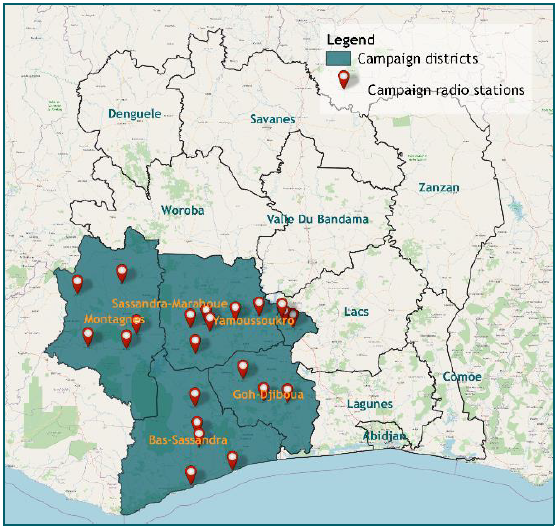 Legend
Campaign districts
Campaign radio stations
Denguele
Savanes
Zanzan
Woroba
Valle Du Bandama
Sassandra-Marahoue
Montagnes
Yamoussoukro
Lacs
Comoe
Goh-Djiboua
Lagunes
Bas-Sassandra
Abidjan